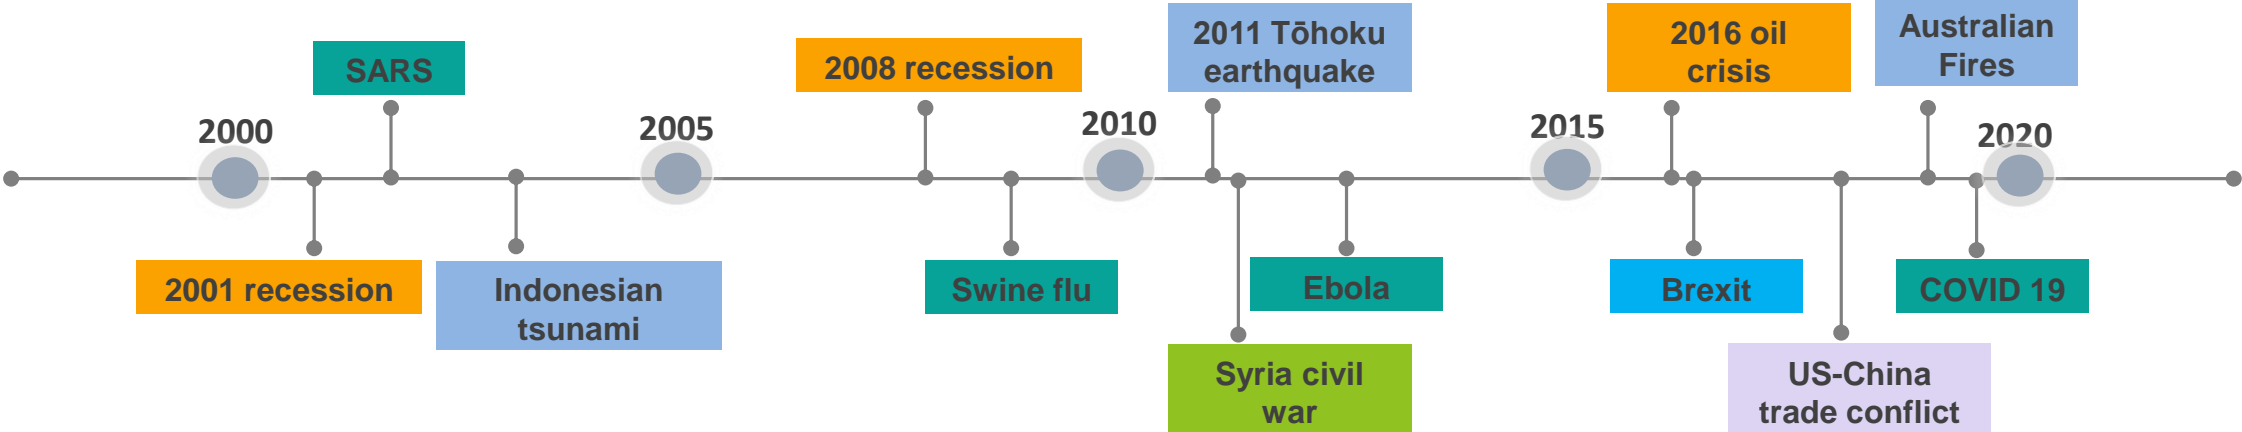 SARS
2008 recession
2011 Tōhoku
earthquake
2016 oil
crisis
Australian
Fires
2000
2005
2010
2015
2020
2001 recession
Indonesian
tsunami
Swine flu
Ebola
Brexit
COVID 19
Syria civil
war
US-China
trade conflict